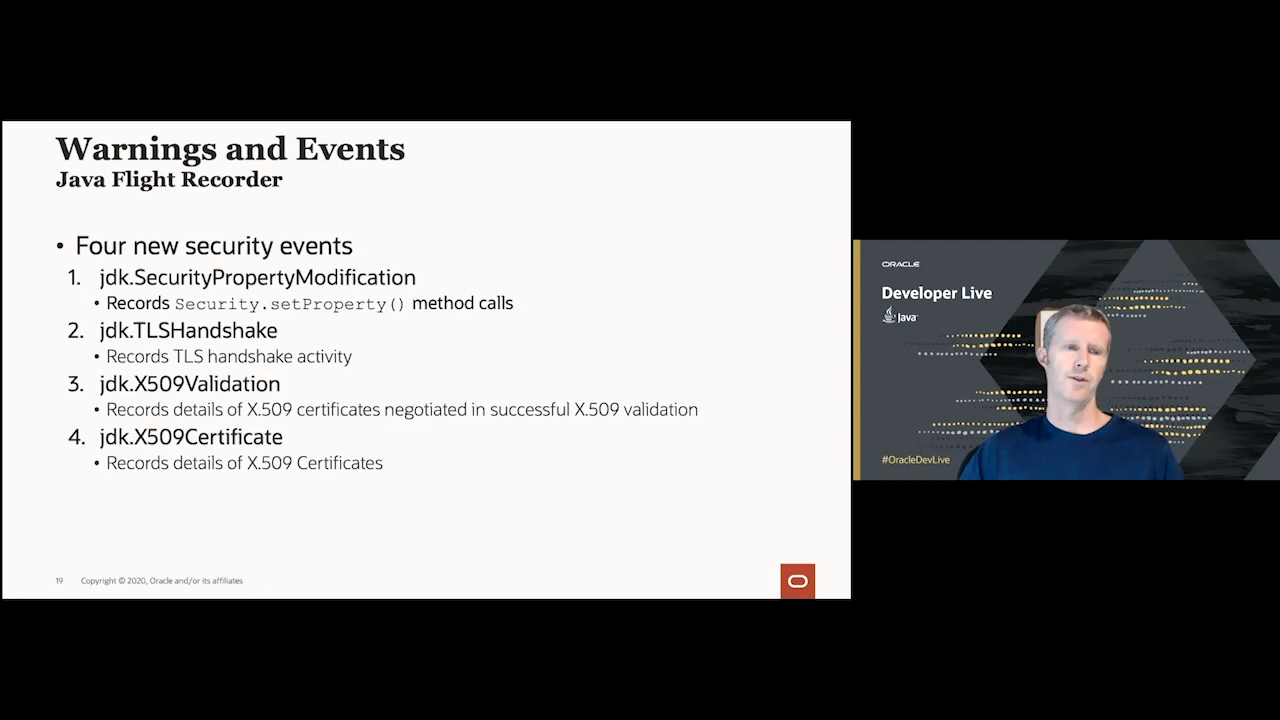 Warnings and Events
Java Flight Recorder
• Four new security events
1. jdk.SecurityPropertyModification
• Records Security.setProperty() method calls
2. jdk.TLSHandshake
• Records TLS handshake activity
3. jdk.X509Validation
• Records details of X.509 certificates negotiated in successful X.509 validation
4. jdk.X509Certificate
• Records details of X.509 Certificates
19 Copyright © 2020, Oracle and/or its affiliates
ORACLE
Developer Live
Java
#OracleDevLive